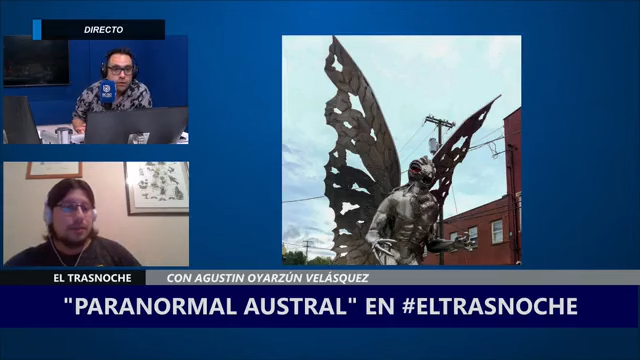 DIRECTO
EL TRASNOCHE
CON AGUSTIN OYARZÚN VELÁSQUEZ
"PARANORMAL AUSTRAL" EN #ELTRASNOCHE